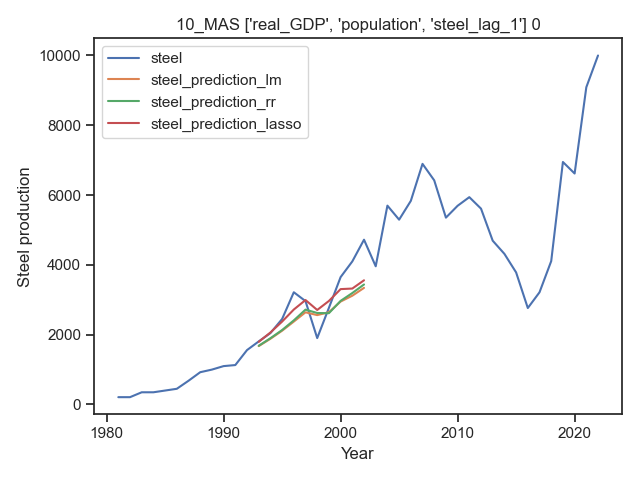 10_MAS ['real_GDP', 'population', 'steel_lag_1'] 0
steel
steel_prediction_lm
steel_prediction_rr
steel_prediction_lasso
10000
8000
6000
4000
2000
0
Steel production
1980 1990 2000 2010 2020
Year